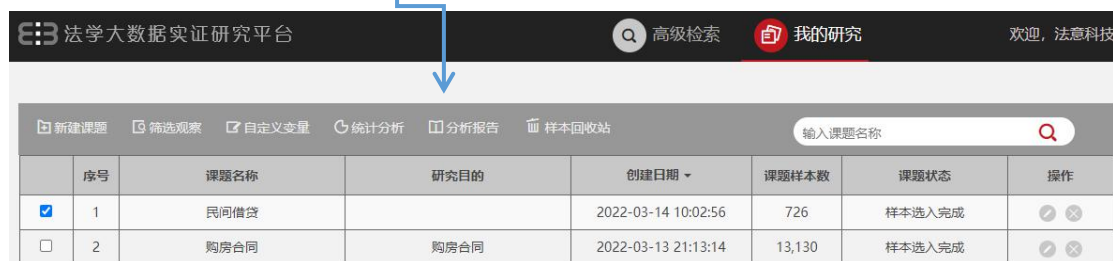 法学大数据实证研究平台 高级检索 我的研究 欢迎，法意科技
新建课题 筛选观察 自定义变量 统计分析 分析报告 样本回收站 输入课题名称
序号 课题名称 研究目的 创建日期 课题样本数 课题状态 操作
1 民间借贷 2022-03-14 10:02:56 726 样本选入完成
2 购房合同 购房合同 2022-03-13 21:13:14 13,130 样本选入完成